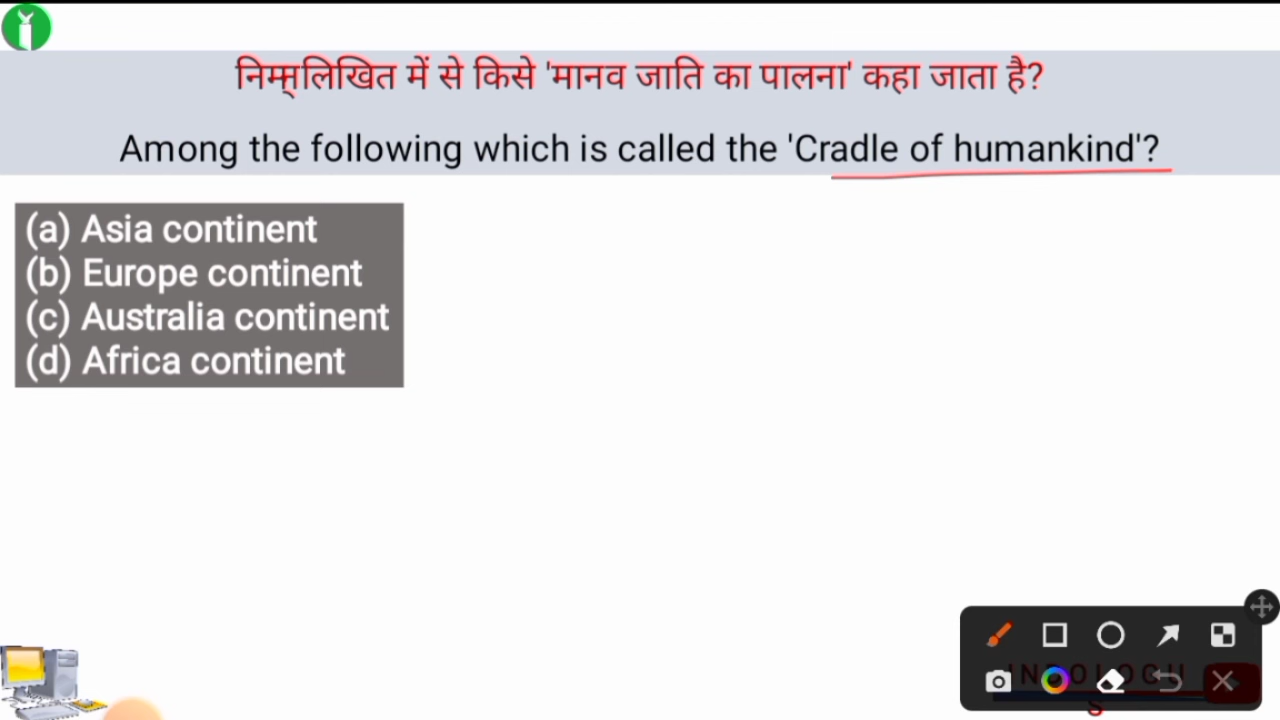 निम्नलिखित में से किसे 'मानव जाति का पालना' कहा जाता है?
Among the following which is called the 'Cradle of humankind'?
(a) Asia continent
(b) Europe continent
(c) Australia continent
(d) Africa continent